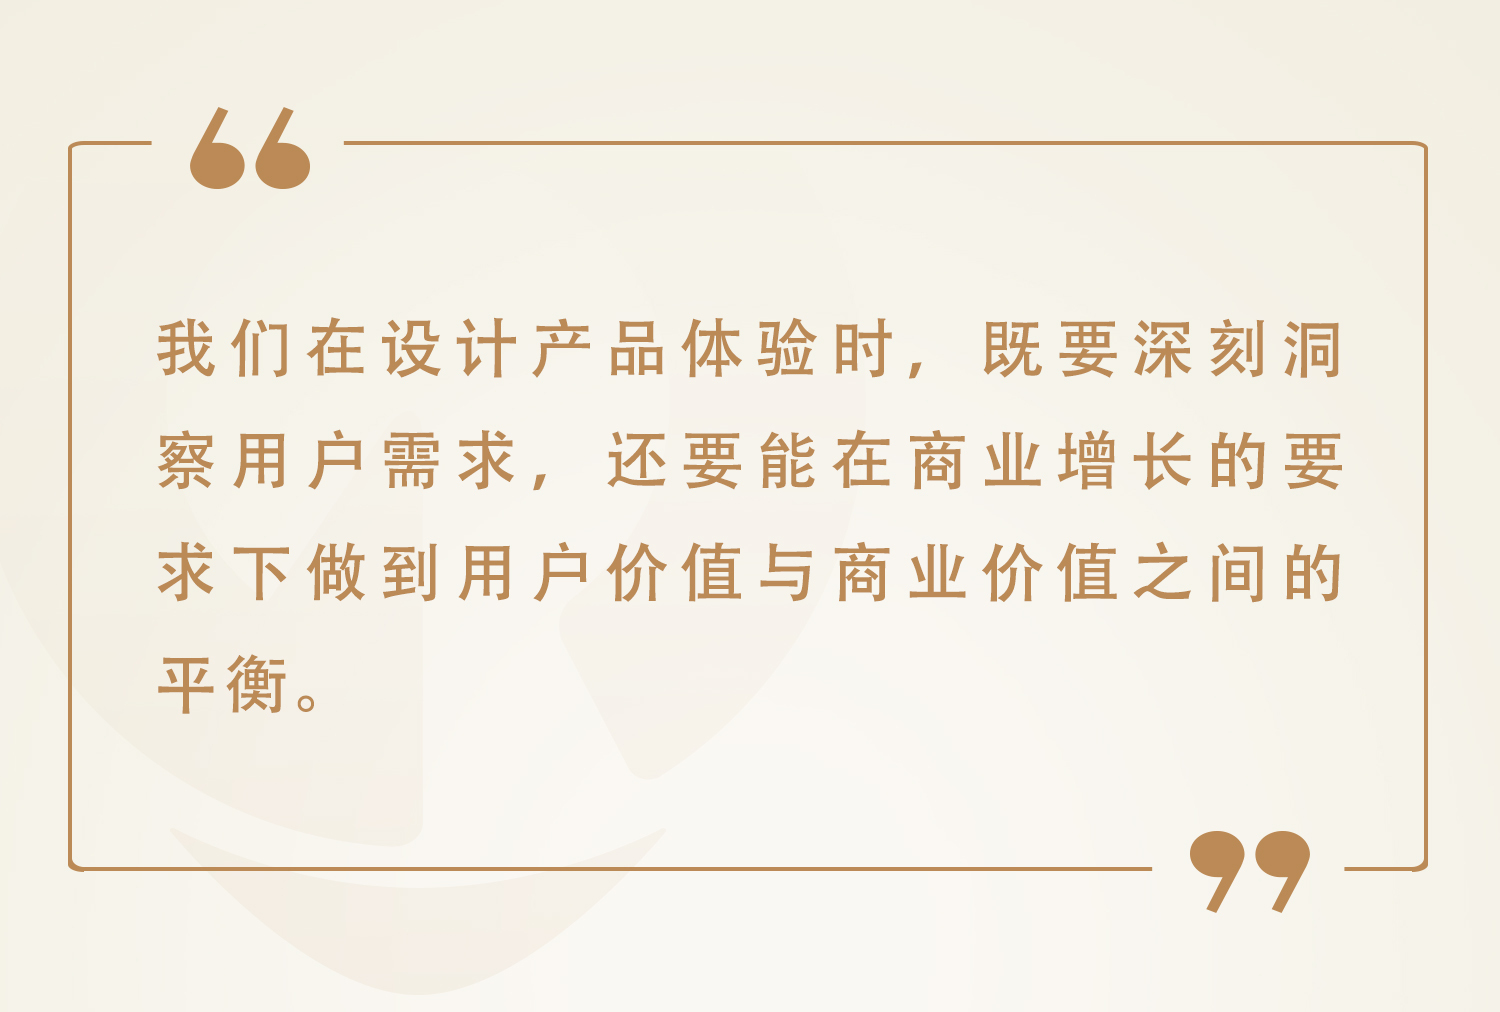 “
我们在设计产品体验时，既要深刻洞
察用户需求，还要能在商业增长的要
求下做到用户价值与商业价值之间的
平衡。
”